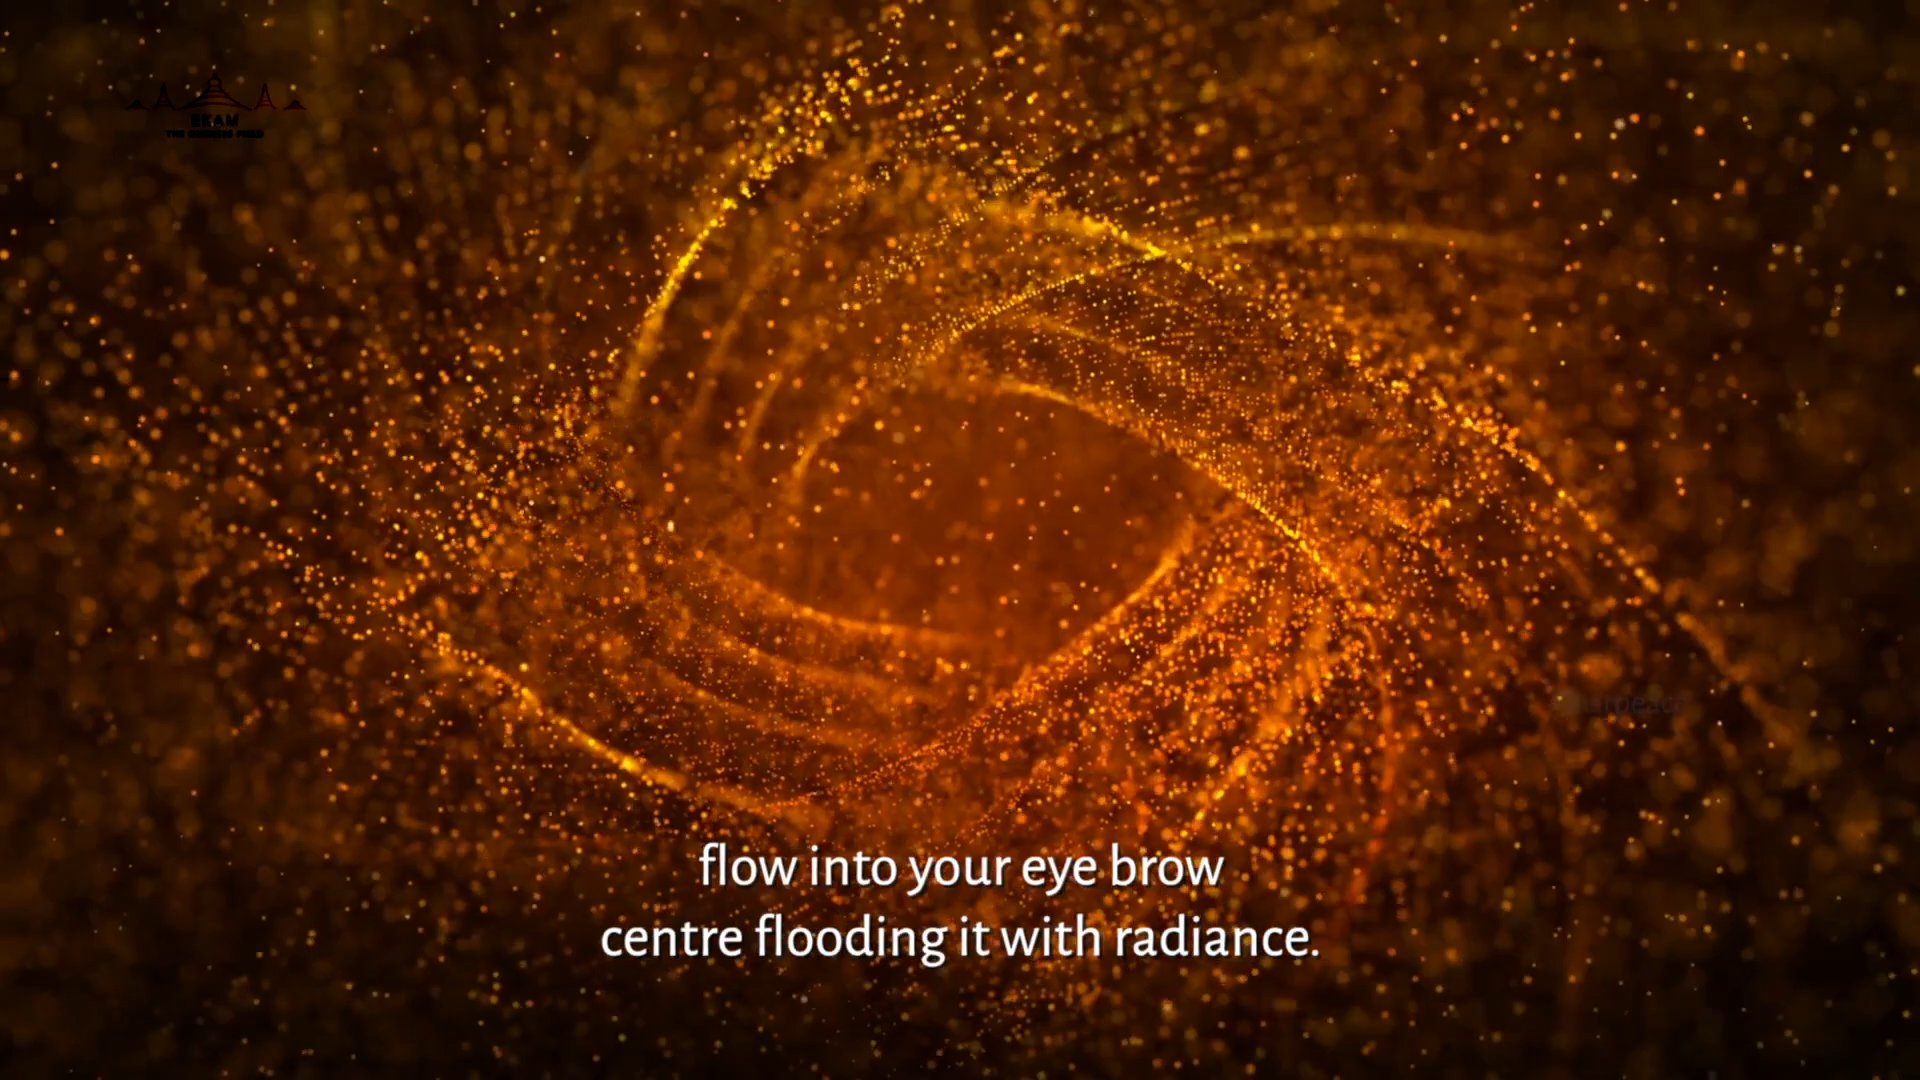 EKAM
flow into your eye brow
centre flooding it with radiance.